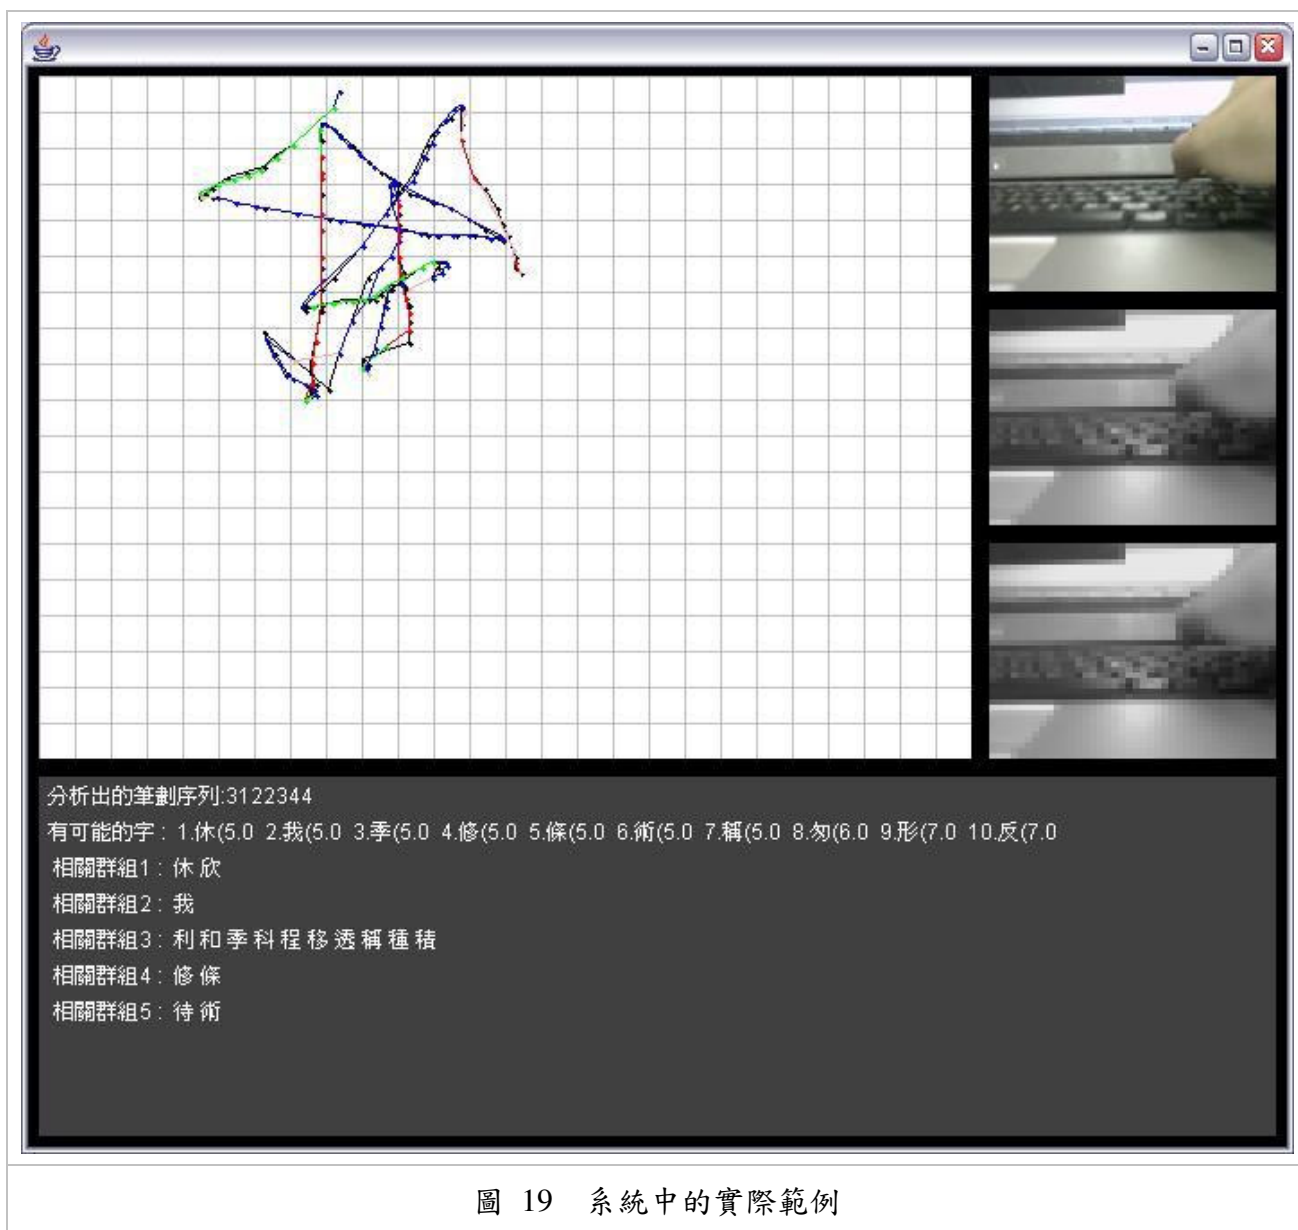 分析出的筆劃序列:3122344
有可能的字 : 1.休(5.0 2.我(5.0 3.季(5.0 4.修(5.0 5.條(5.0 6.術(5.0 7.稱(5.0 8.匆(6.0 9.形(7.0 10.反(7.0
相關群組1 : 休 欣
相關群組2 : 我
相關群組3 : 利 和 季 科 程 移 透 稱 種 積
相關群組4 : 修 條
相關群組5 : 待 術
圖 19 系統中的實際範例